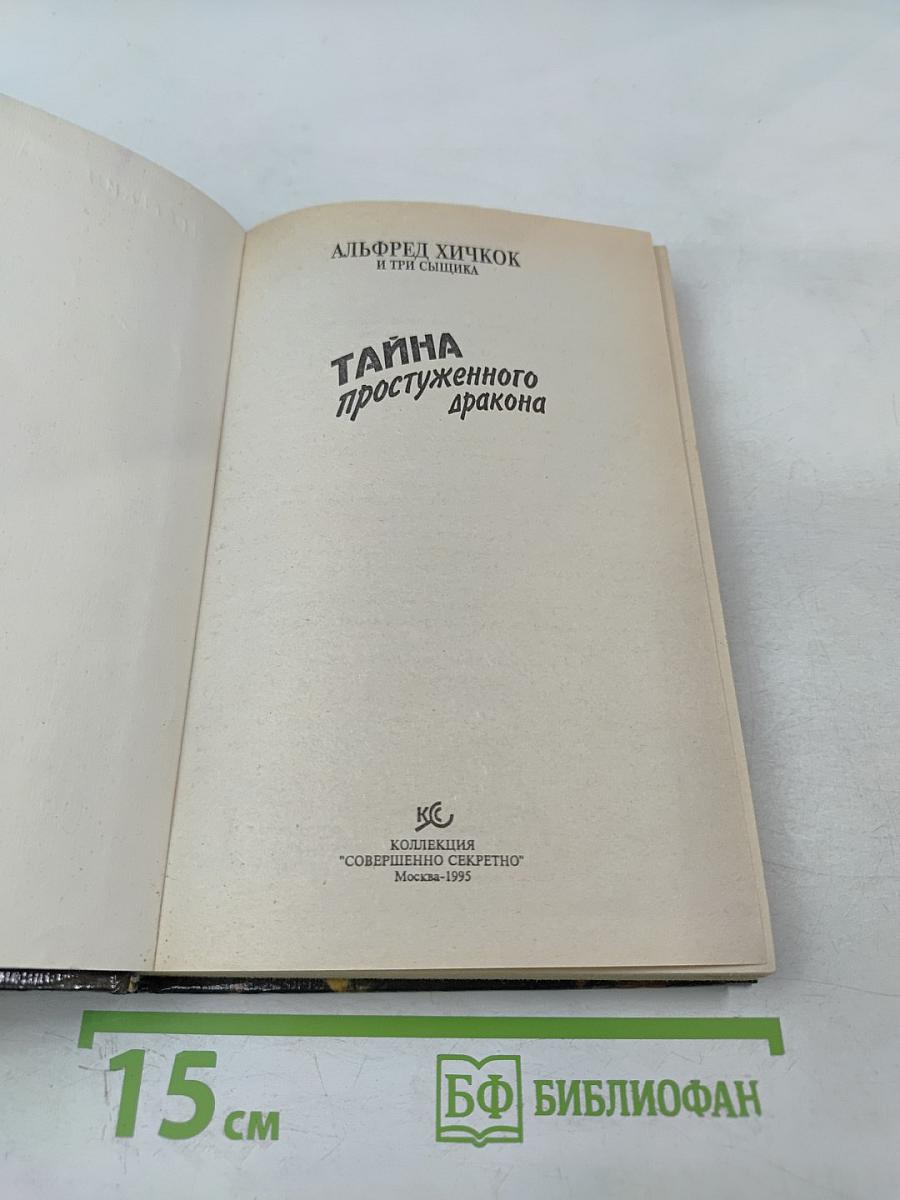 АЛЬФРЕД ХИЧКОК
И ТРИ СЫЩИКА
ТАЙНА
простуженного
дракона
КСС
КОЛЛЕКЦИЯ
"СОВЕРШЕННО СЕКРЕТНО"
Москва-1995
15 см
БФ БИБЛИОФАН